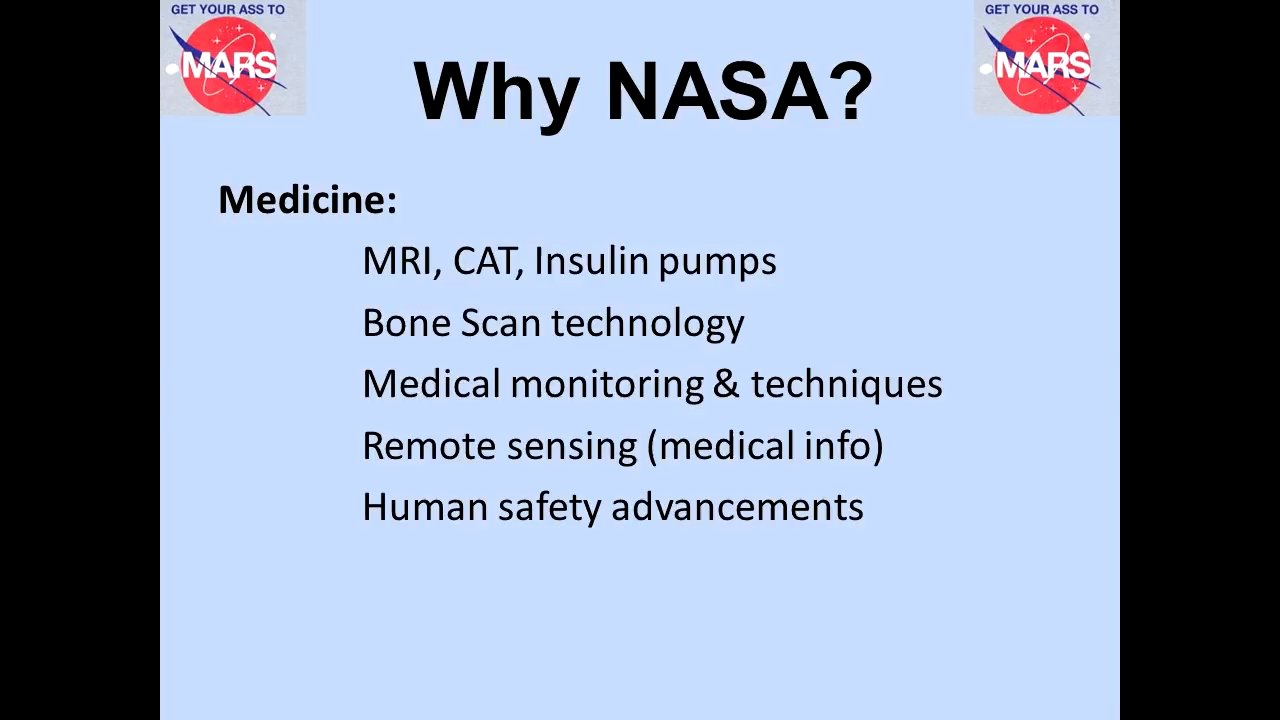 GET YOUR ASS TO
MARS
GET YOUR ASS TO
MARS
Why NASA?
Medicine:
MRI, CAT, Insulin pumps
Bone Scan technology
Medical monitoring & techniques
Remote sensing (medical info)
Human safety advancements